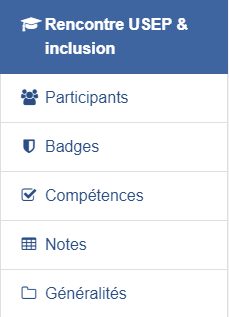 Rencontre USEP &
inclusion
Participants
Badges
Compétences
Notes
Généralités